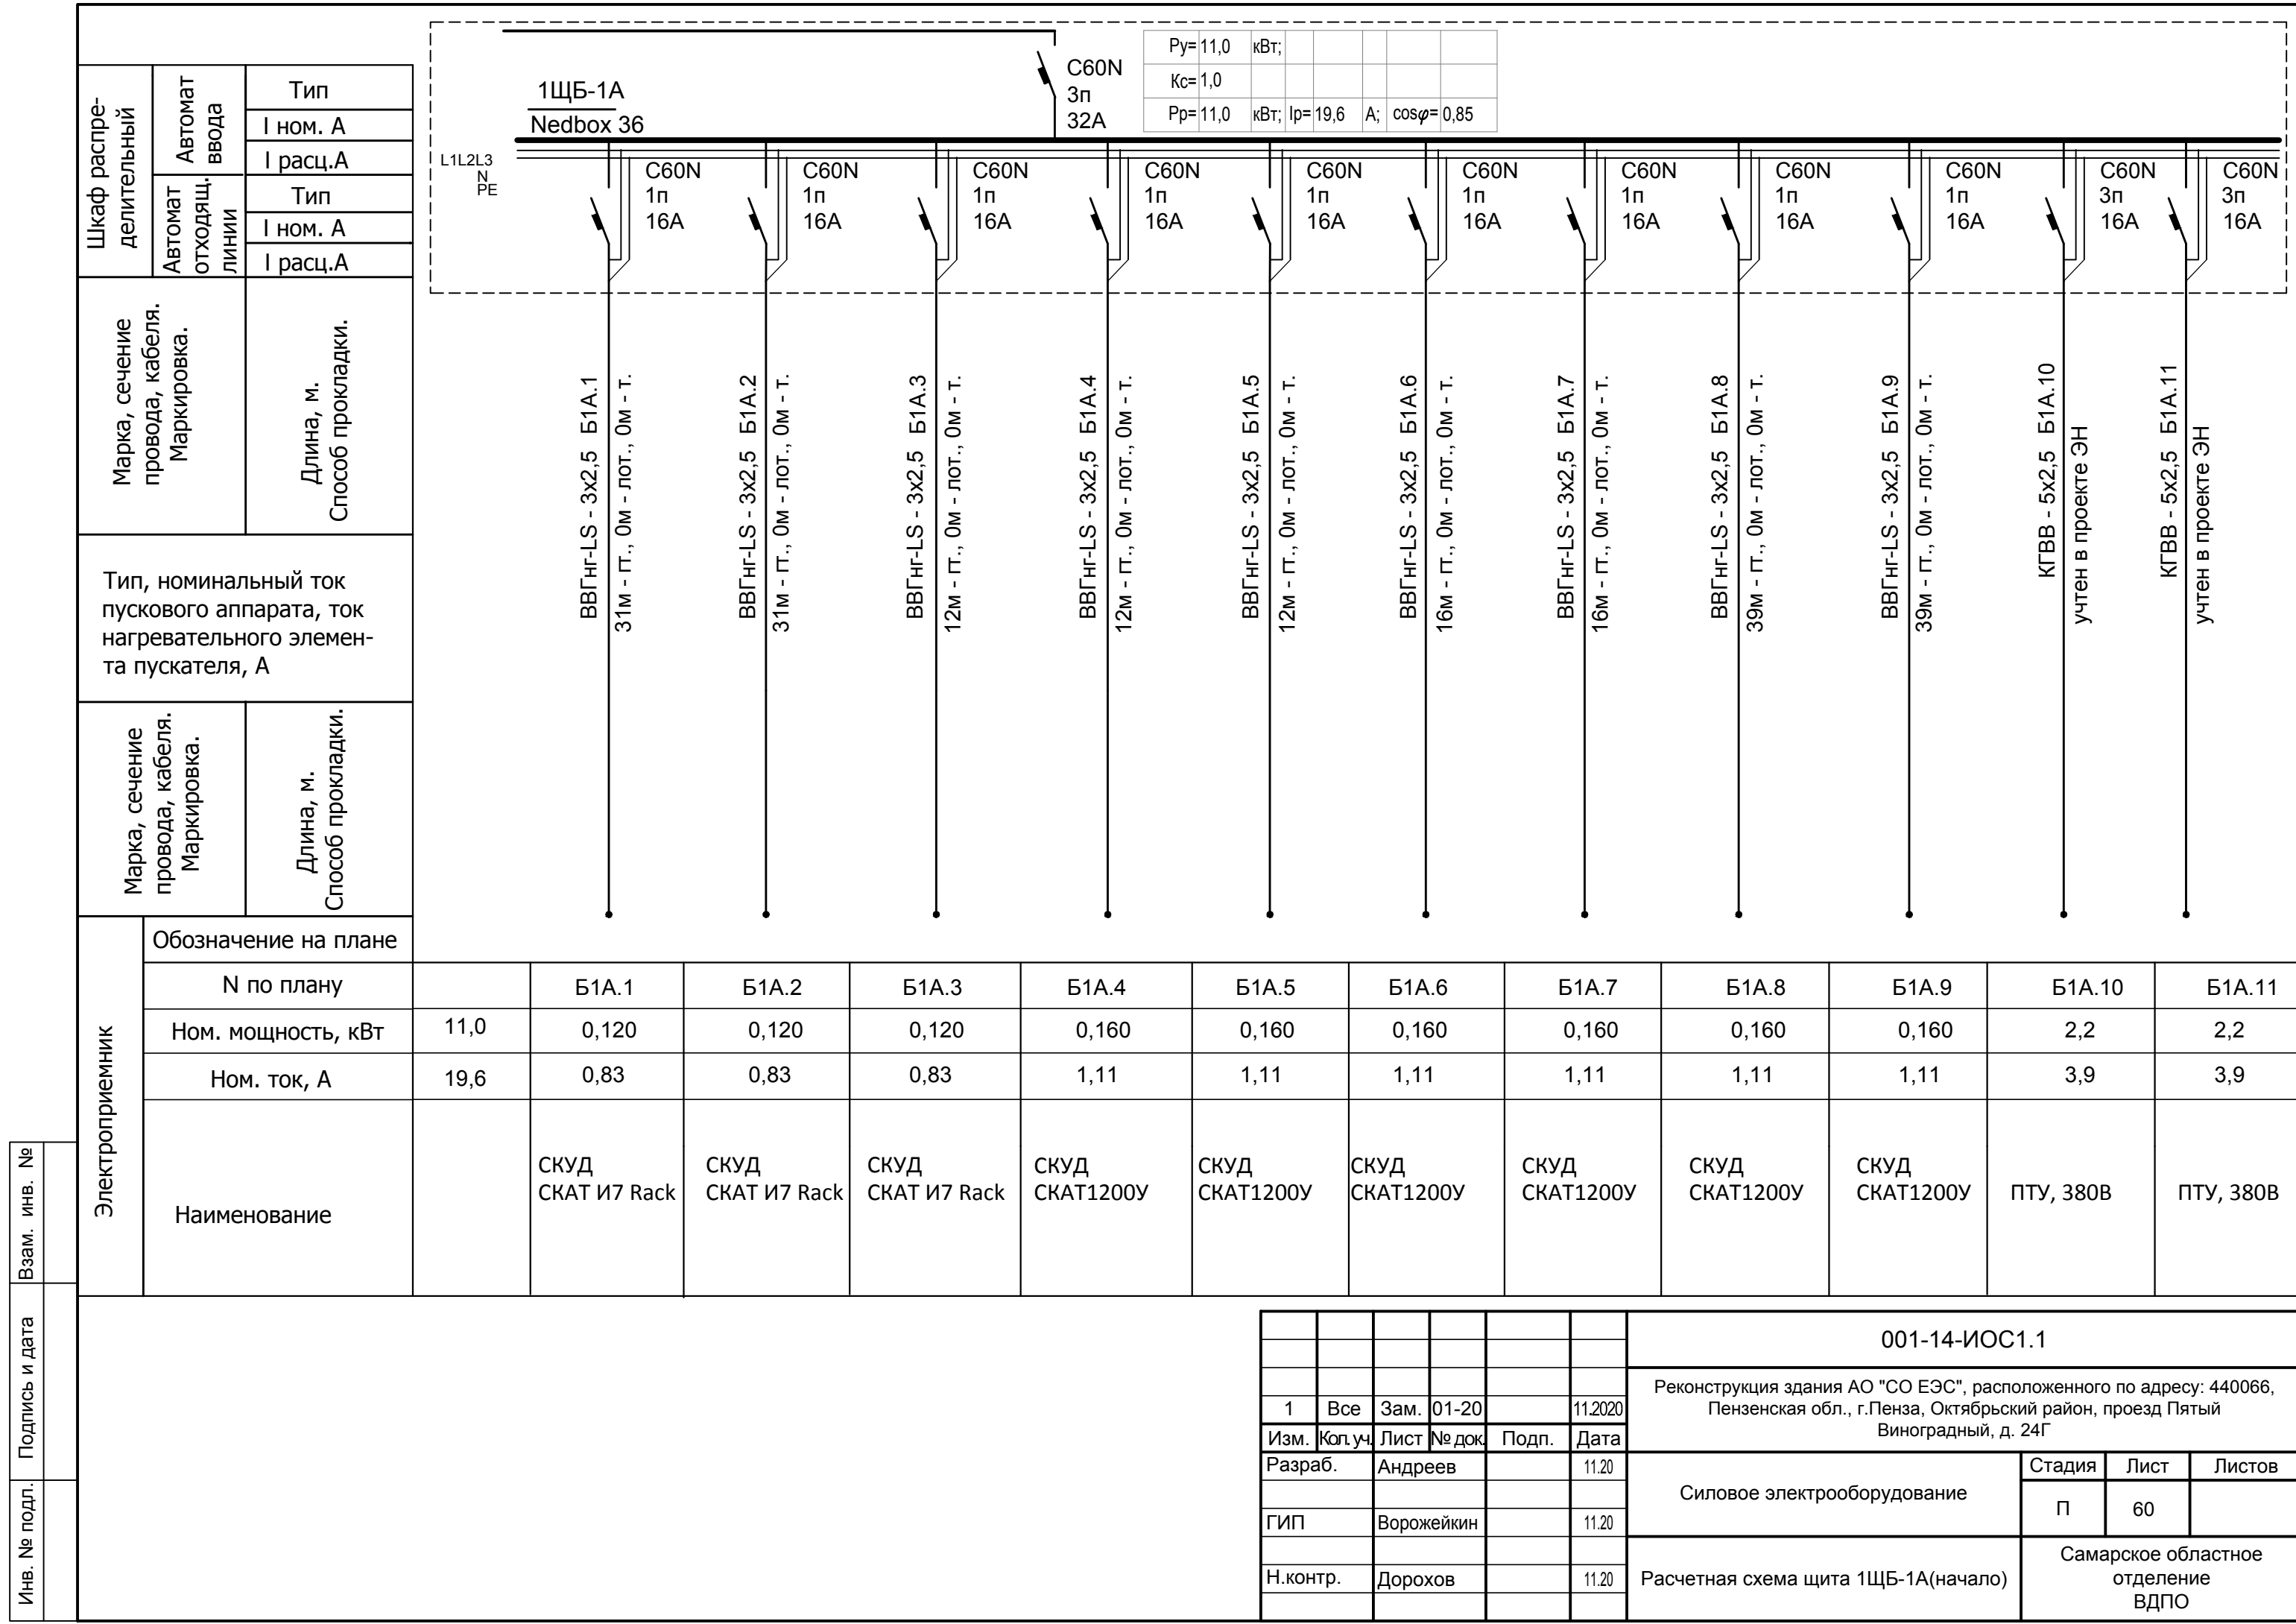 1ЩБ-1А
Nedbox 36
C60N
3п
32А
Ру= 11,0 кВт;
Кс= 1,0
Рр= 11,0 кВт; Iр= 19,6 А; cosφ= 0,85
L1L2L3
N
PE
Шкаф распре-
делительный
Автомат
ввода
Тип
I ном. А
I расц.А
Автомат
отходящ.
линии
Тип
I ном. А
I расц.А
C60N
1п
16А
C60N
1п
16А
C60N
1п
16А
C60N
1п
16А
C60N
1п
16А
C60N
1п
16А
C60N
1п
16А
C60N
1п
16А
C60N
1п
16А
C60N
3п
16А
C60N
3п
16А
Марка, сечение
провода, кабеля.
Маркировка.
Длина, м.
Способ прокладки.
ВВГнг-LS - 3х2,5 Б1А.1
31м - гт., 0м - лот., 0м - т.
ВВГнг-LS - 3х2,5 Б1А.2
31м - гт., 0м - лот., 0м - т.
ВВГнг-LS - 3х2,5 Б1А.3
12м - гт., 0м - лот., 0м - т.
ВВГнг-LS - 3х2,5 Б1А.4
12м - гт., 0м - лот., 0м - т.
ВВГнг-LS - 3х2,5 Б1А.5
12м - гт., 0м - лот., 0м - т.
ВВГнг-LS - 3х2,5 Б1А.6
16м - гт., 0м - лот., 0м - т.
ВВГнг-LS - 3х2,5 Б1А.7
16м - гт., 0м - лот., 0м - т.
ВВГнг-LS - 3х2,5 Б1А.8
39м - гт., 0м - лот., 0м - т.
ВВГнг-LS - 3х2,5 Б1А.9
39м - гт., 0м - лот., 0м - т.
КГВВ - 5х2,5 Б1А.10
учтен в проекте ЭН
КГВВ - 5х2,5 Б1А.11
учтен в проекте ЭН
Тип, номинальный ток
пускового аппарата, ток
нагревательного элемен-
та пускателя, А
Марка, сечение
провода, кабеля.
Маркировка.
Длина, м.
Способ прокладки.
Электроприемник
Обозначение на плане
N по плану Б1А.1 Б1А.2 Б1А.3 Б1А.4 Б1А.5 Б1А.6 Б1А.7 Б1А.8 Б1А.9 Б1А.10 Б1А.11
Ном. мощность, кВт 11,0 0,120 0,120 0,120 0,160 0,160 0,160 0,160 0,160 0,160 2,2 2,2
Ном. ток, А 19,6 0,83 0,83 0,83 1,11 1,11 1,11 1,11 1,11 1,11 3,9 3,9
Наименование
СКУД
СКАТ И7 Rack
СКУД
СКАТ И7 Rack
СКУД
СКАТ И7 Rack
СКУД
СКАТ1200У
СКУД
СКАТ1200У
СКУД
СКАТ1200У
СКУД
СКАТ1200У
СКУД
СКАТ1200У
СКУД
СКАТ1200У
ПТУ, 380В
ПТУ, 380В
Взам. инв. №
Подпись и дата
Инв. № подл.
001-14-ИОС1.1
Реконструкция здания АО "СО ЕЭС", расположенного по адресу: 440066,
Пензенская обл., г.Пенза, Октябрьский район, проезд Пятый
Виноградный, д. 24Г
1 Все Зам. 01-20 11.2020
Изм. Кол.уч. Лист № док. Подп. Дата
Разраб. Андреев 11.20
ГИП Ворожейкин 11.20
Н.контр. Дорохов 11.20
Силовое электрооборудование
Стадия Лист Листов
П 60
Расчетная схема щита 1ЩБ-1А(начало)
Самарское областное
отделение
ВДПО